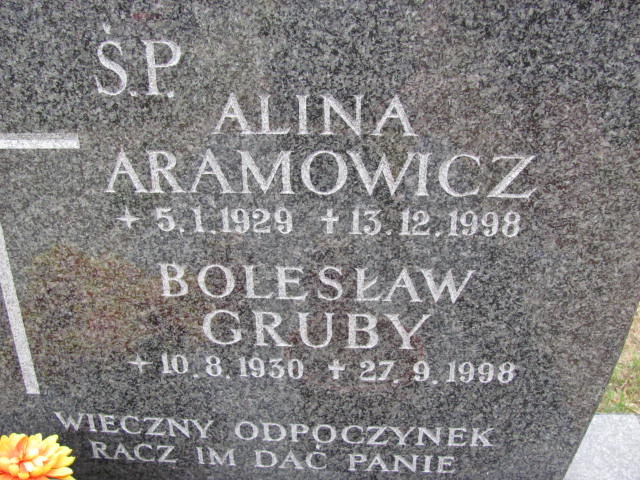 Ś.P.
ALINA
ARAMOWICZ
+ 5.1.1929 ✝ 13.12.1998
BOLESŁAW
GRUBY
+ 10.8.1930 ✝ 27.9.1998
WIECZNY ODPOCZYNEK
RACZ IM DAĆ PANIE